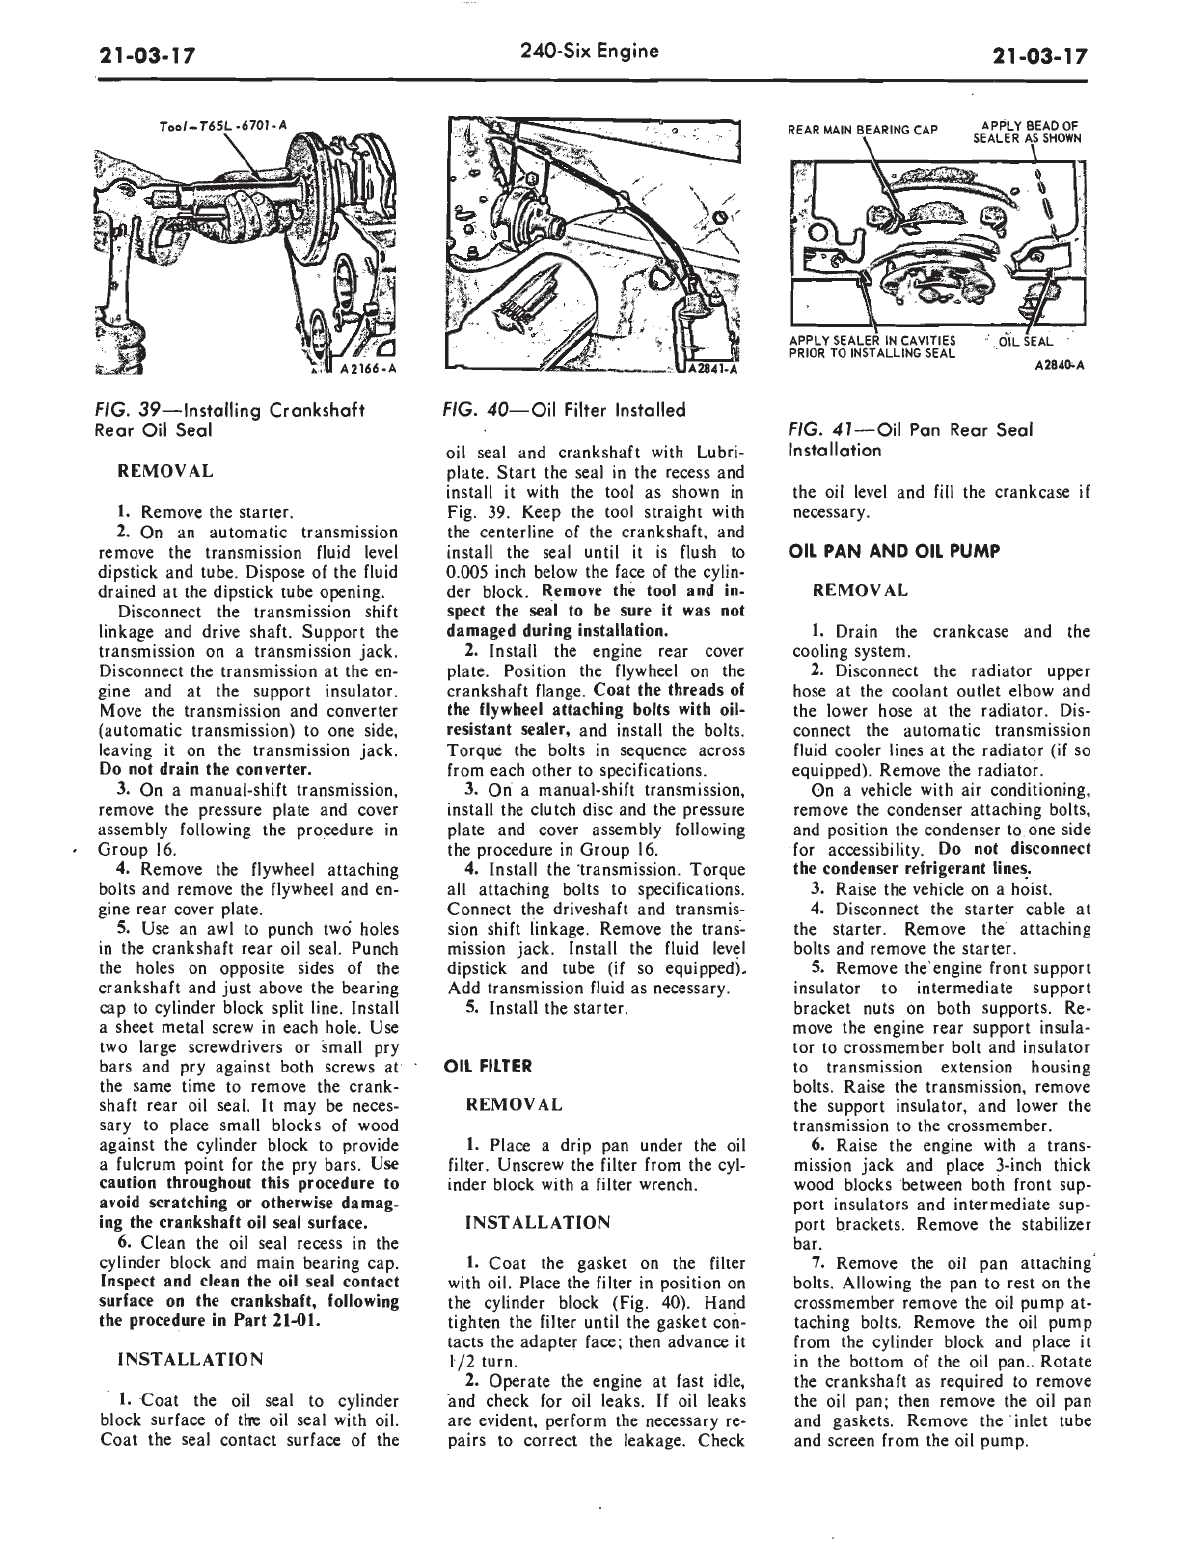 21-03-17
240-Six Engine
21-03-17
Tool-T65L-6701-A
A2166-A
FIG. 39—Installing Crankshaft
Rear Oil Seal
REMOVAL
1. Remove the starter.
2. On an automatic transmission
remove the transmission fluid level
dipstick and tube. Dispose of the fluid
drained at the dipstick tube opening.
Disconnect the transmission shift
linkage and drive shaft. Support the
transmission on a transmission jack.
Disconnect the transmission at the en-
gine and at the support insulator.
Move the transmission and converter
(automatic transmission) to one side,
leaving it on the transmission jack.
Do not drain the converter.
3. On a manual-shift transmission,
remove the pressure plate and cover
assembly following the procedure in
Group 16.
4. Remove the flywheel attaching
bolts and remove the flywheel and en-
gine rear cover plate.
5. Use an awl to punch two holes
in the crankshaft rear oil seal. Punch
the holes on opposite sides of the
crankshaft and just above the bearing
cap to cylinder block split line. Install
a sheet metal screw in each hole. Use
two large screwdrivers or small pry
bars and pry against both screws at
the same time to remove the crank-
shaft rear oil seal. It may be neces-
sary to place small blocks of wood
against the cylinder block to provide
a fulcrum point for the pry bars. Use
caution throughout this procedure to
avoid scratching or otherwise damag-
ing the crankshaft oil seal surface.
6. Clean the oil seal recess in the
cylinder block and main bearing cap.
Inspect and clean the oil seal contact
surface on the crankshaft, following
the procedure in Part 21-01.
INSTALLATION
1. Coat the oil seal to cylinder
block surface of the oil seal with oil.
Coat the seal contact surface of the
A2841-A
FIG. 40—Oil Filter Installed
oil seal and crankshaft with Lubri-
plate. Start the seal in the recess and
install it with the tool as shown in
Fig. 39. Keep the tool straight with
the centerline of the crankshaft, and
install the seal until it is flush to
0.005 inch below the face of the cylin-
der block. Remove the tool and in-
spect the seal to be sure it was not
damaged during installation.
2. Install the engine rear cover
plate. Position the flywheel on the
crankshaft flange. Coat the threads of
the flywheel attaching bolts with oil-
resistant sealer, and install the bolts.
Torque the bolts in sequence across
from each other to specifications.
3. On a manual-shift transmission,
install the clutch disc and the pressure
plate and cover assembly following
the procedure in Group 16.
4. Install the transmission. Torque
all attaching bolts to specifications.
Connect the driveshaft and transmis-
sion shift linkage. Remove the trans-
mission jack. Install the fluid level
dipstick and tube (if so equipped).
Add transmission fluid as necessary.
5. Install the starter.
OIL FILTER
REMOVAL
1. Place a drip pan under the oil
filter. Unscrew the filter from the cyl-
inder block with a filter wrench.
INSTALLATION
1. Coat the gasket on the filter
with oil. Place the filter in position on
the cylinder block (Fig. 40). Hand
tighten the filter until the gasket con-
tacts the adapter face; then advance it
1/2 turn.
2. Operate the engine at fast idle,
and check for oil leaks. If oil leaks
are evident, perform the necessary re-
pairs to correct the leakage. Check
REAR MAIN BEARING CAP
APPLY BEAD OF
SEALER AS SHOWN
APPLY SEALER IN CAVITIES
PRIOR TO INSTALLING SEAL
OIL SEAL
A2840-A
FIG. 41—Oil Pan Rear Seal
Installation
the oil level and fill the crankcase if
necessary.
OIL PAN AND OIL PUMP
REMOVAL
1. Drain the crankcase and the
cooling system.
2. Disconnect the radiator upper
hose at the coolant outlet elbow and
the lower hose at the radiator. Dis-
connect the automatic transmission
fluid cooler lines at the radiator (if so
equipped). Remove the radiator.
On a vehicle with air conditioning,
remove the condenser attaching bolts,
and position the condenser to one side
for accessibility. Do not disconnect
the condenser refrigerant lines.
3. Raise the vehicle on a hoist.
4. Disconnect the starter cable at
the starter. Remove the attaching
bolts and remove the starter.
5. Remove the engine front support
insulator to intermediate support
bracket nuts on both supports. Re-
move the engine rear support insula-
tor to crossmember bolt and insulator
to transmission extension housing
bolts. Raise the transmission, remove
the support insulator, and lower the
transmission to the crossmember.
6. Raise the engine with a trans-
mission jack and place 3-inch thick
wood blocks between both front sup-
port insulators and intermediate sup-
port brackets. Remove the stabilizer
bar.
7. Remove the oil pan attaching
bolts. Allowing the pan to rest on the
crossmember remove the oil pump at-
taching bolts. Remove the oil pump
from the cylinder block and place it
in the bottom of the oil pan.. Rotate
the crankshaft as required to remove
the oil pan; then remove the oil pan
and gaskets. Remove the inlet tube
and screen from the oil pump.